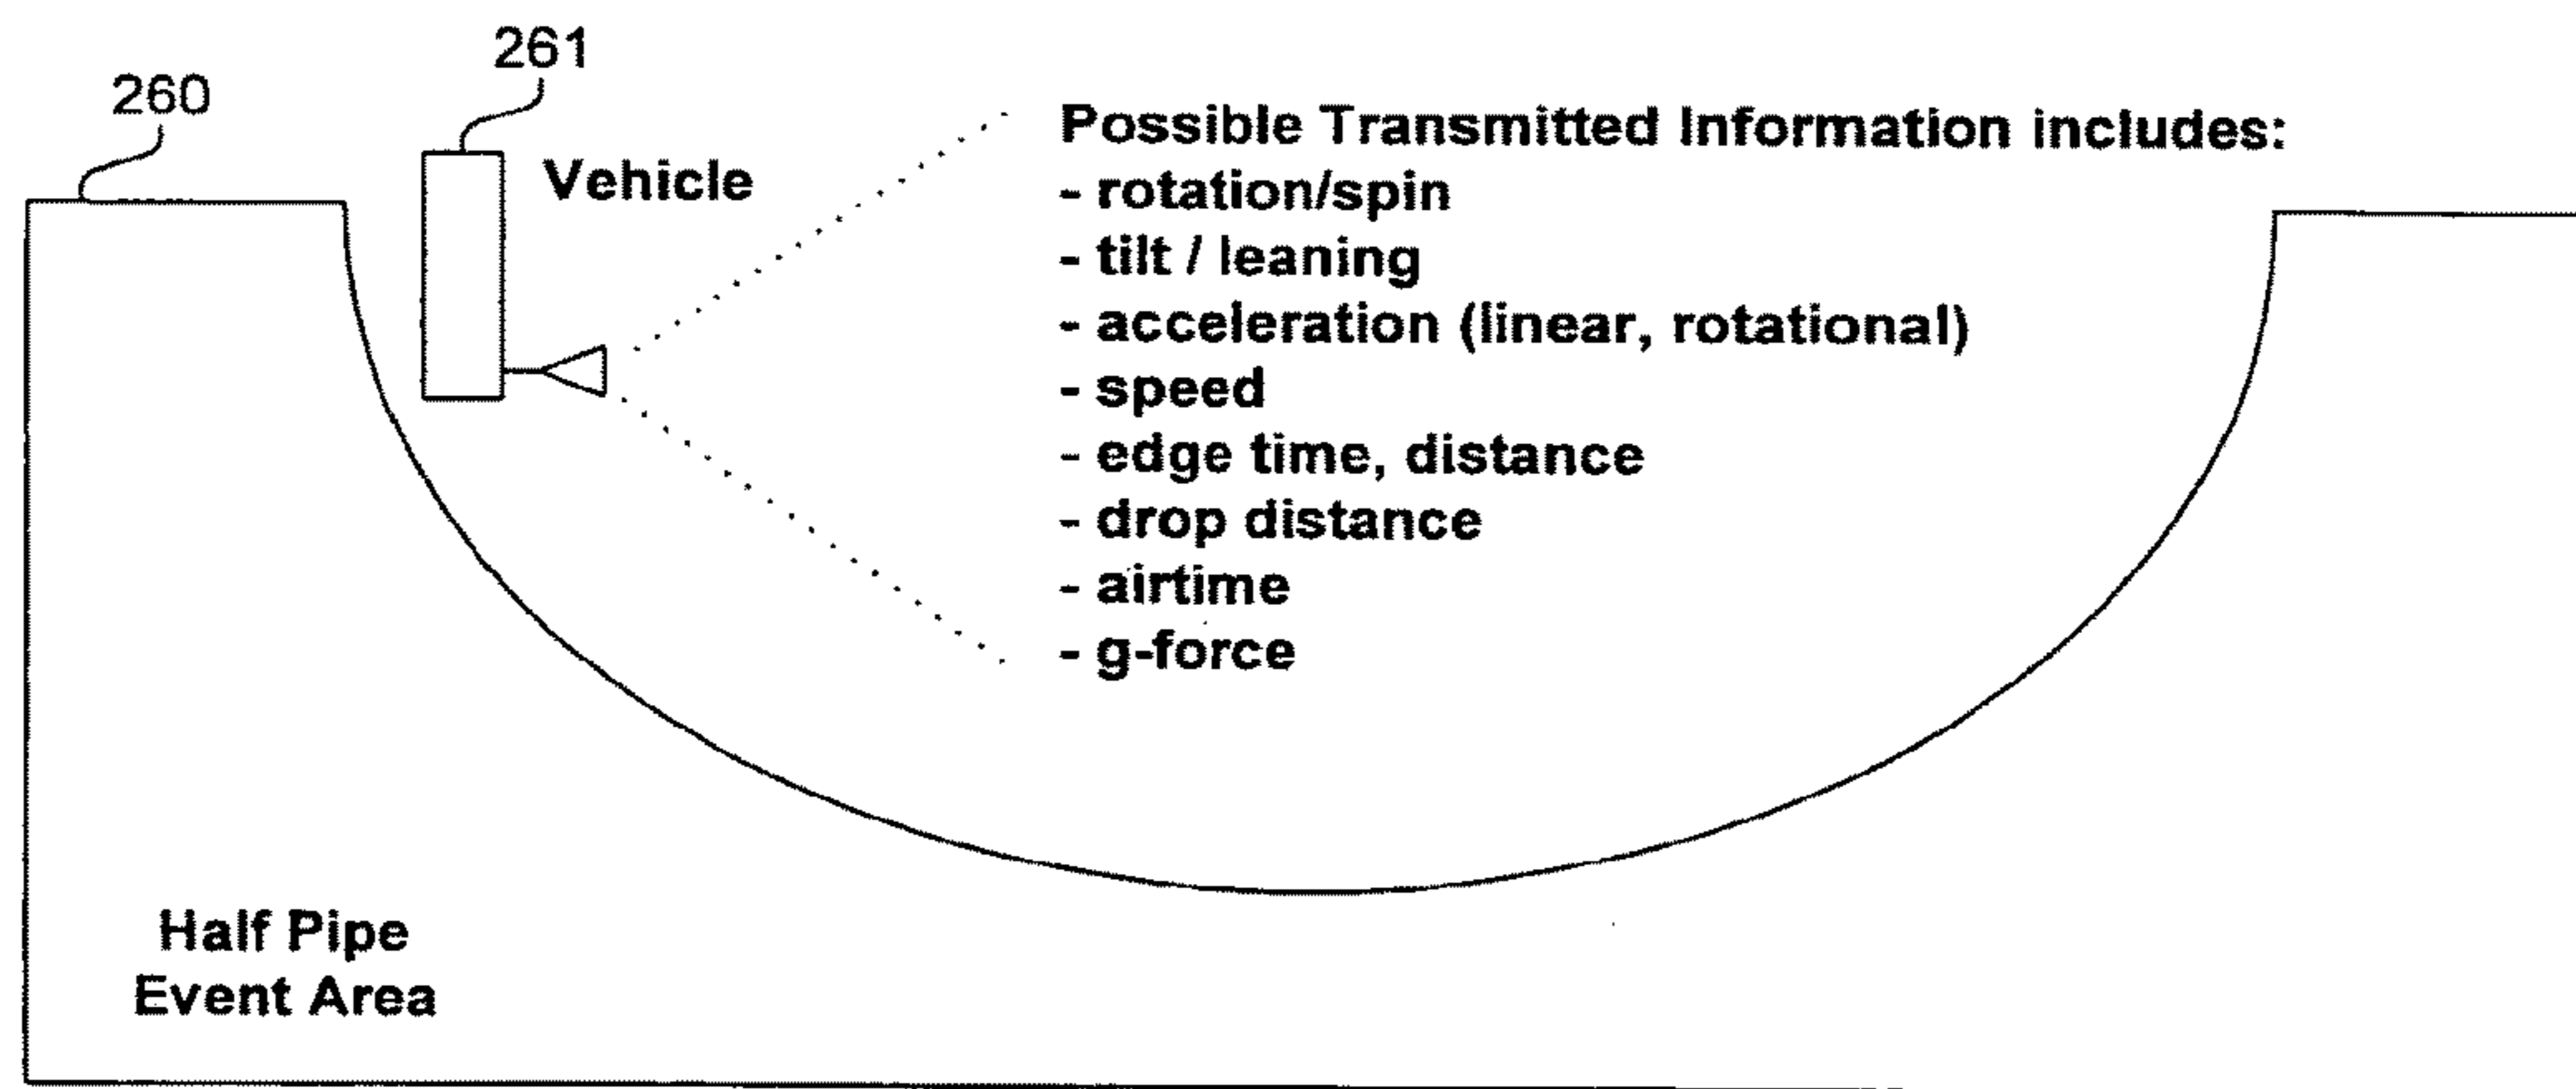 261
260
Vehicle
Possible Transmitted Information includes:
- rotation/spin
- tilt / leaning
- acceleration (linear, rotational)
- speed
- edge time, distance
- drop distance
- airtime
- g-force
Half Pipe
Event Area